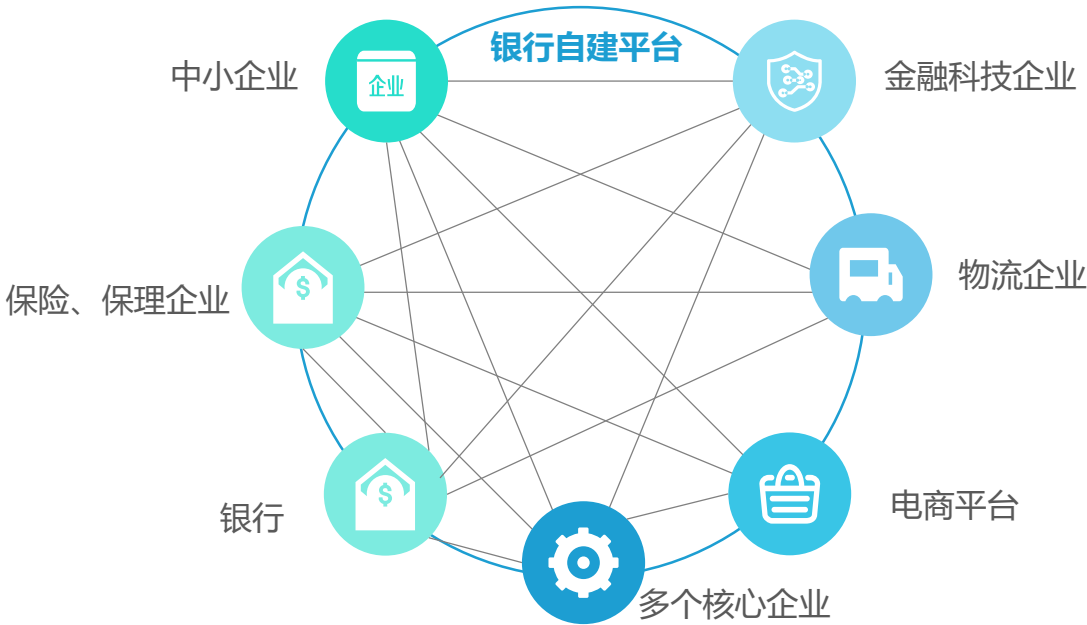 银行自建平台
中小企业
企业
金融科技企业
物流企业
保险、保理企业
$
$
银行
电商平台
多个核心企业